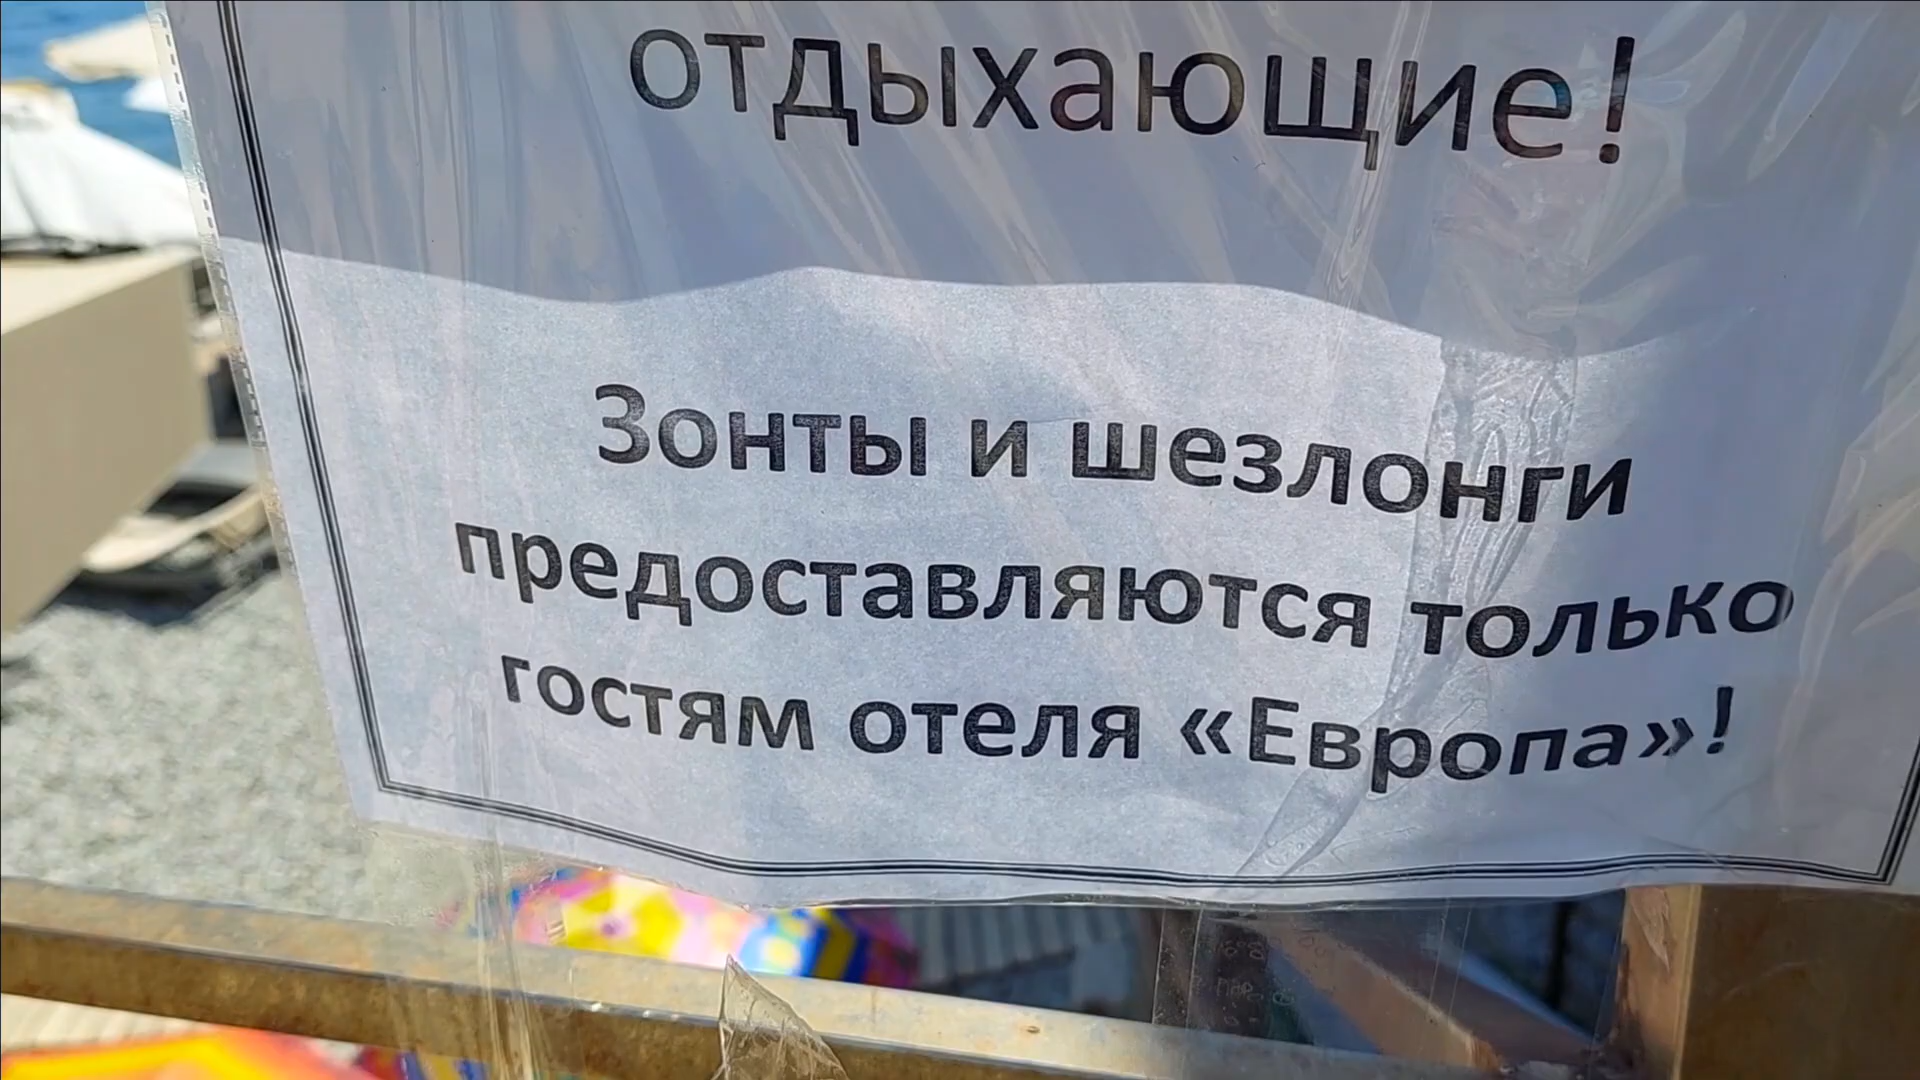 отдыхающие!
Зонты и шезлонги
предоставляются только
гостям отеля «Европа»!